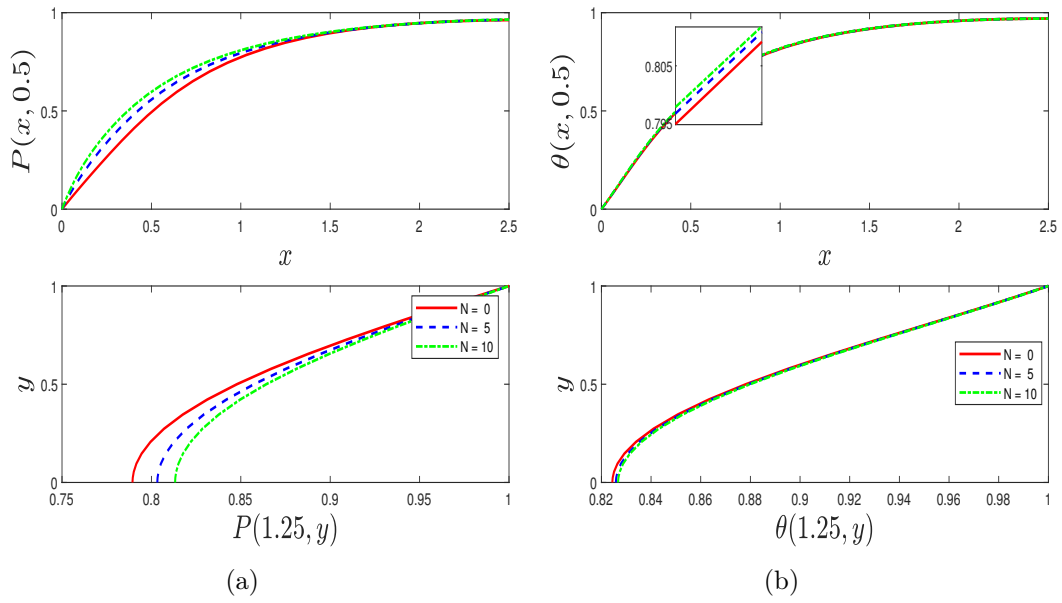 P(x, 0.5)
1
0.5
0
0 0.5 1 1.5 2 2.5
x
θ(x, 0.5)
1
0.5
0
0.805
0.795
0 0.5 1 1.5 2 2.5
x
y
1
0.5
0
N = 0
N = 5
N = 10
0.75 0.8 0.85 0.9 0.95 1
P(1.25, y)
y
1
0.5
0
N = 0
N = 5
N = 10
0.82 0.84 0.86 0.88 0.9 0.92 0.94 0.96 0.98 1
θ(1.25, y)
(a)
(b)